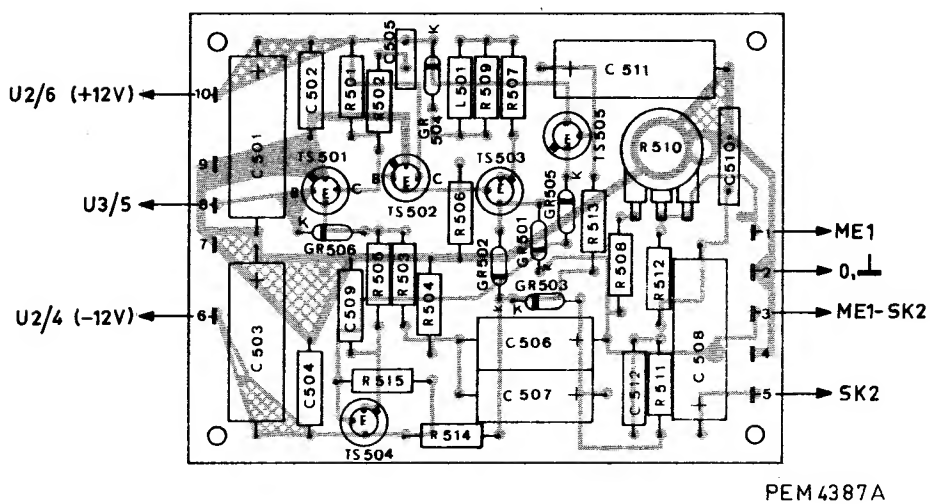 U2/6 (+12V)
U3/5
U2/4 (-12V)
10
9
8
7
6
C501
C502
R501
R502
C505
K
GR504
L501
R509
R507
C511
TS505
E
R510
C510
TS501
B
E
C
TS502
B
E
C
TS503
E
R506
K
GR505
R513
GR501
K
GR502
K
GR503
K
K
GR506
R505
R503
R504
C509
R508
R512
C503
C504
R515
TS504
E
R514
C506
C507
C512
R511
C508
1
2
3
4
5
ME1
0,⊥
ME1-SK2
SK2
PEM 4387A